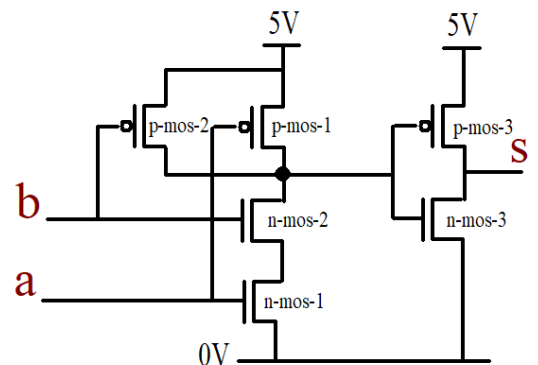 5V
5V
p-mos-2
p-mos-1
p-mos-3
s
b
n-mos-2
n-mos-3
a
n-mos-1
0V